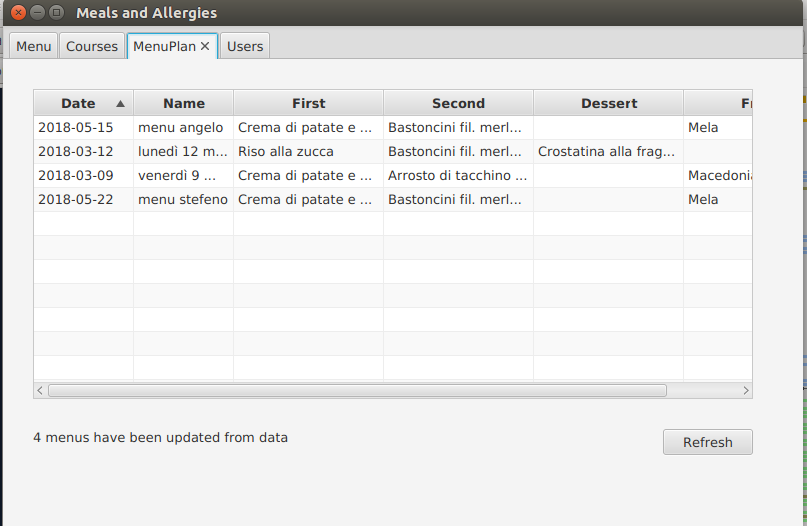 Meals and Allergies
Menu Courses MenuPlan Users
Date Name First Second Dessert Fr
2018-05-15 menu angelo Crema di patate e ... Bastoncini fil. merl... Mela
2018-03-12 lunedì 12 m... Riso alla zucca Bastoncini fil. merl... Crostatina alla frag...
2018-03-09 venerdì 9 ... Crema di patate e ... Arrosto di tacchino ... Macedonia
2018-05-22 menu stefeno Crema di patate e ... Bastoncini fil. merl... Mela
4 menus have been updated from data
Refresh